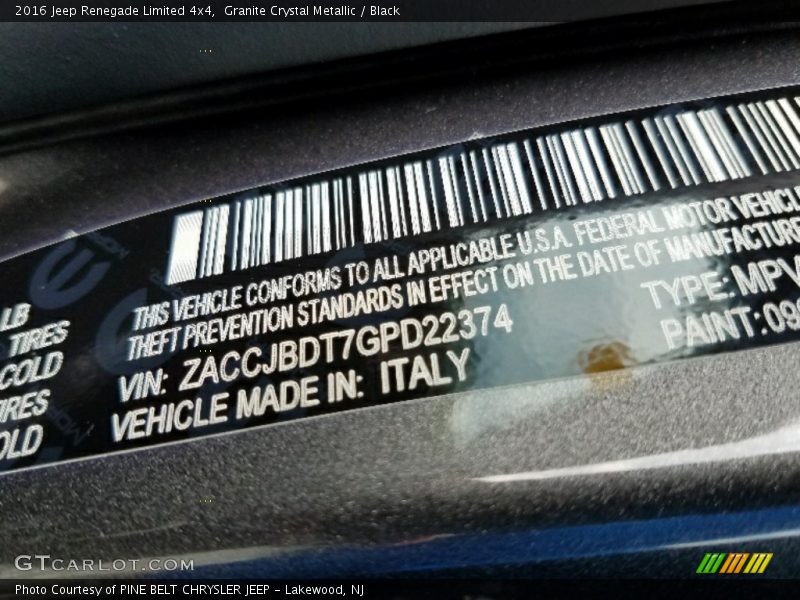 2016 Jeep Renegade Limited 4x4, Granite Crystal Metallic / Black
THIS VEHICLE CONFORMS TO ALL APPLICABLE U.S.A. FEDERAL MOTOR VEHICL
THEFT PREVENTION STANDARDS IN EFFECT ON THE DATE OF MANUFACTURE
VIN: ZACCJBDT7GPD22374
VEHICLE MADE IN: ITALY
TYPE: MPV
PAINT: 09
LB
TIRES
COLD
IRES
OLD
GTCARLOT.COM
Photo Courtesy of PINE BELT CHRYSLER JEEP - Lakewood, NJ